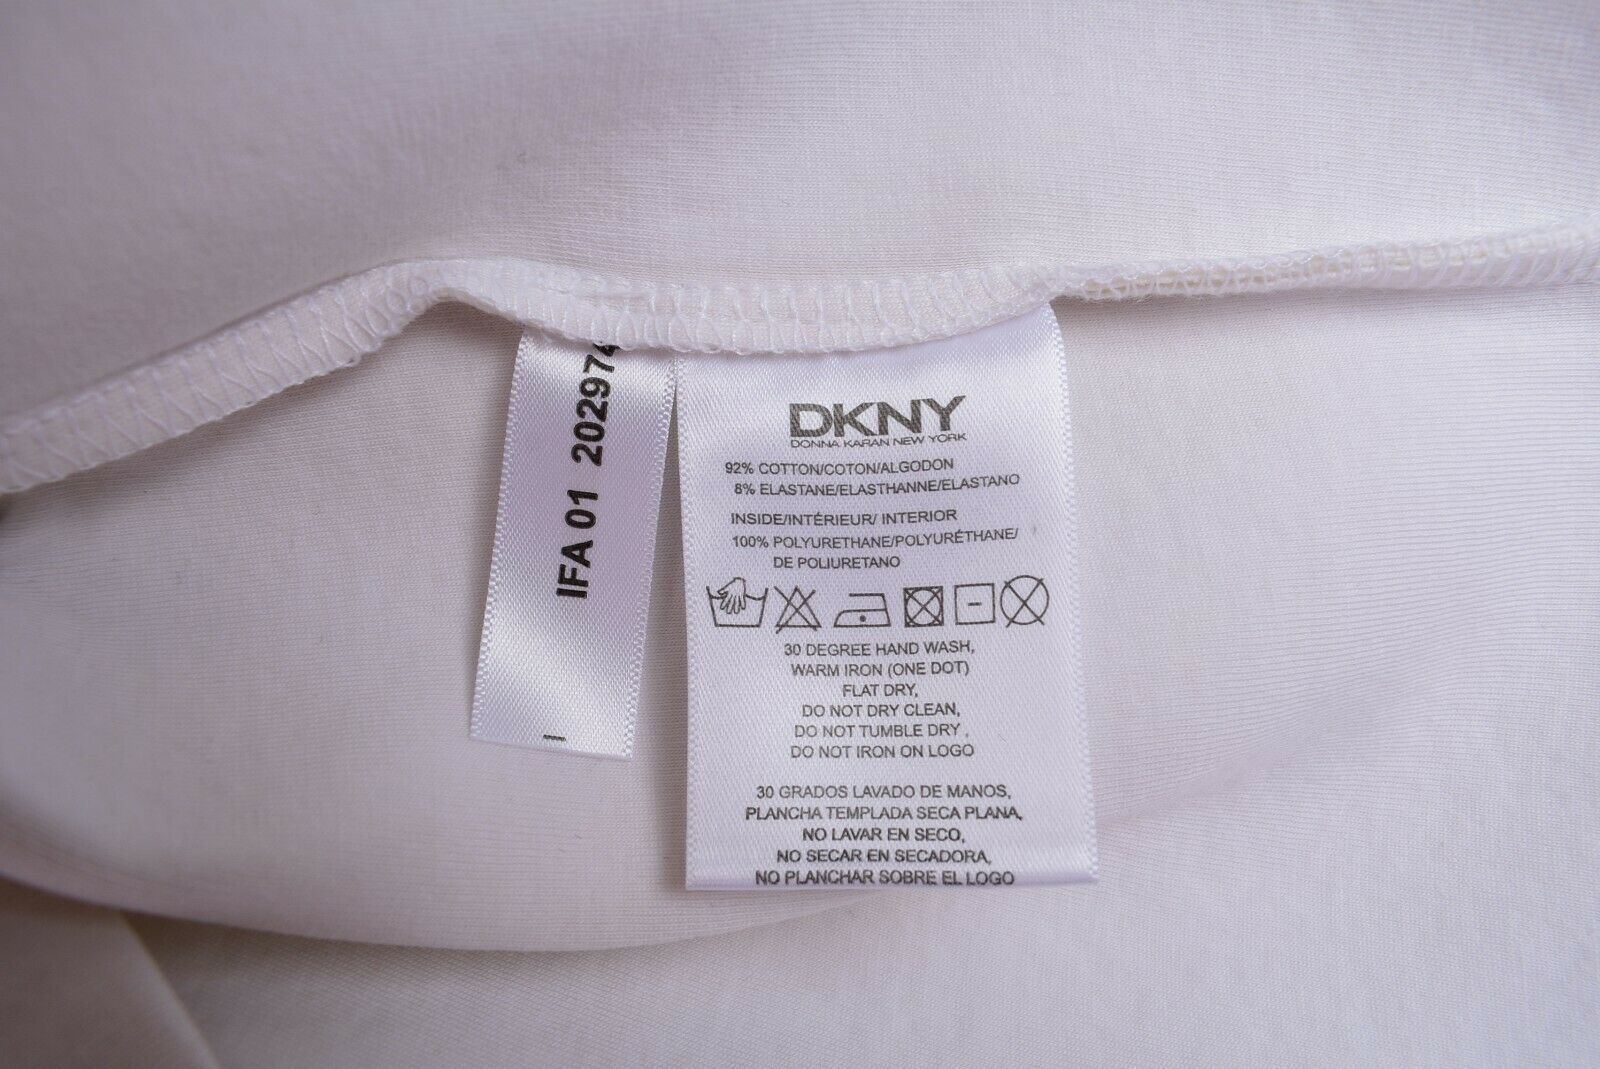 IFA 01 202974
DKNY
DONNA KARAN NEW YORK
92% COTTON/COTON/ALGODON
8% ELASTANE/ELASTHANNE/ELASTANO
INSIDE/INTÉRIEUR/ INTERIOR
100% POLYURETHANE/POLYURÉTHANE/
DE POLIURETANO
30 DEGREE HAND WASH,
WARM IRON (ONE DOT)
FLAT DRY,
DO NOT DRY CLEAN,
DO NOT TUMBLE DRY ,
DO NOT IRON ON LOGO
30 GRADOS LAVADO DE MANOS,
PLANCHA TEMPLADA SECA PLANA,
NO LAVAR EN SECO,
NO SECAR EN SECADORA,
NO PLANCHAR SOBRE EL LOGO